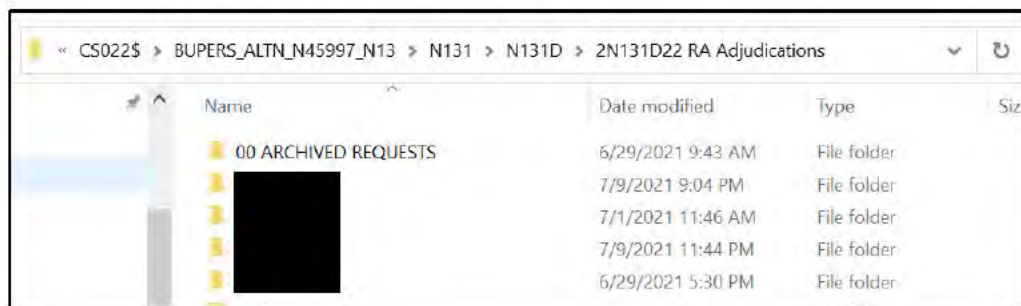 « CS022$ > BUPERS_ALTN_N45997_N13 > N131 > N131D > 2N131D22 RA Adjudications
Name Date modified Type Siz
00 ARCHIVED REQUESTS 6/29/2021 9:43 AM File folder
7/9/2021 9:04 PM File folder
7/1/2021 11:46 AM File folder
7/9/2021 11:44 PM File folder
6/29/2021 5:30 PM File folder